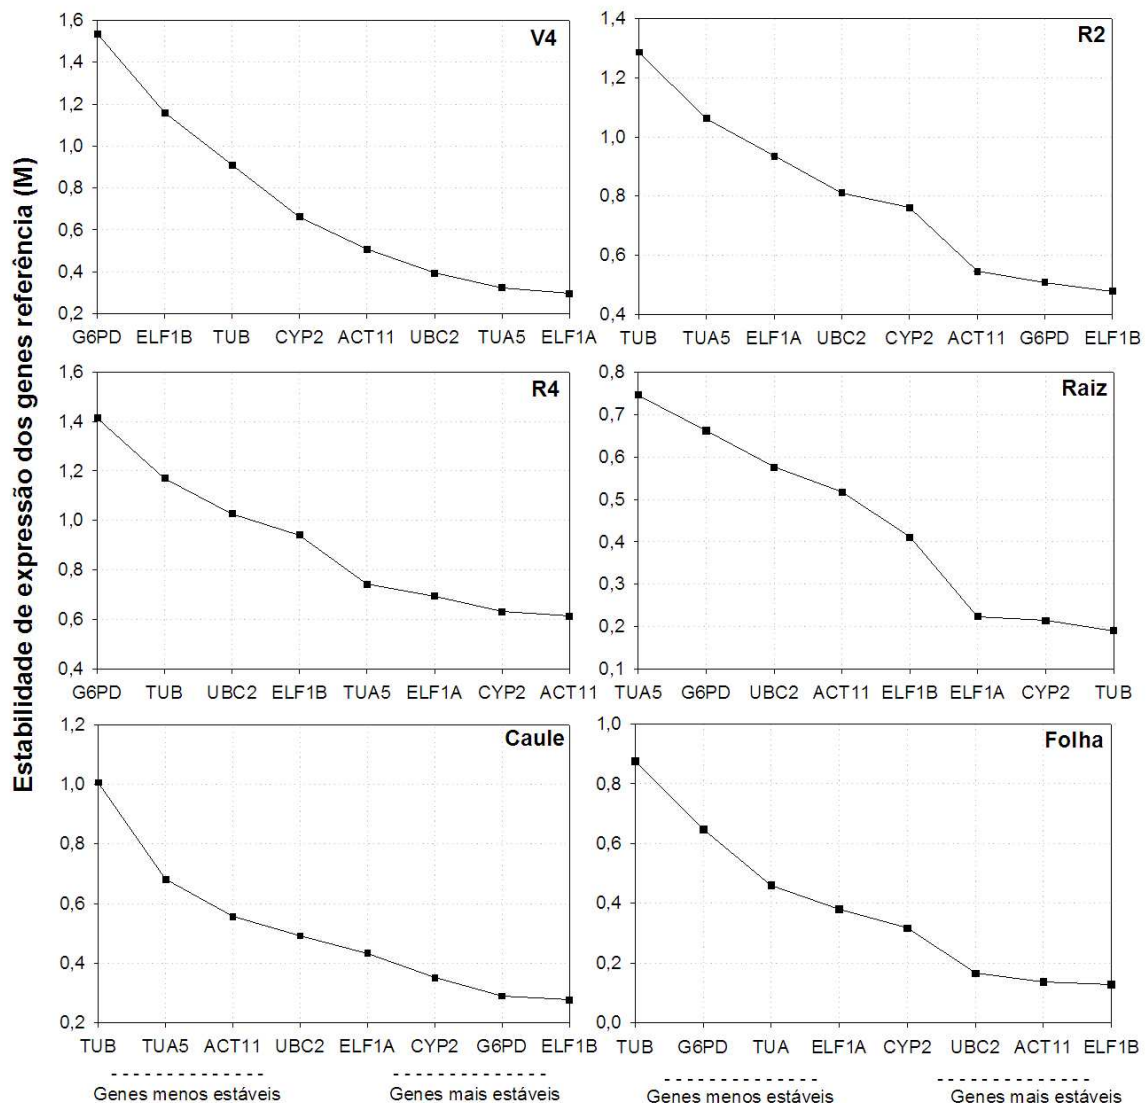 Estabilidade de expressão dos genes referência (M)
V4
1,6
1,4
1,2
1,0
0,8
0,6
0,4
0,2
G6PD ELF1B TUB CYP2 ACT11 UBC2 TUA5 ELF1A
R2
1,4
1,2
1,0
0,8
0,6
0,4
TUB TUA5 ELF1A UBC2 CYP2 ACT11 G6PD ELF1B
R4
1,6
1,4
1,2
1,0
0,8
0,6
0,4
G6PD TUB UBC2 ELF1B TUA5 ELF1A CYP2 ACT11
Raiz
0,8
0,7
0,6
0,5
0,4
0,3
0,2
0,1
TUA5 G6PD UBC2 ACT11 ELF1B ELF1A CYP2 TUB
Caule
1,2
1,0
0,8
0,6
0,4
0,2
TUB TUA5 ACT11 UBC2 ELF1A CYP2 G6PD ELF1B
Genes menos estáveis Genes mais estáveis
Folha
1,0
0,8
0,6
0,4
0,2
0,0
TUB G6PD TUA ELF1A CYP2 UBC2 ACT11 ELF1B
Genes menos estáveis Genes mais estáveis